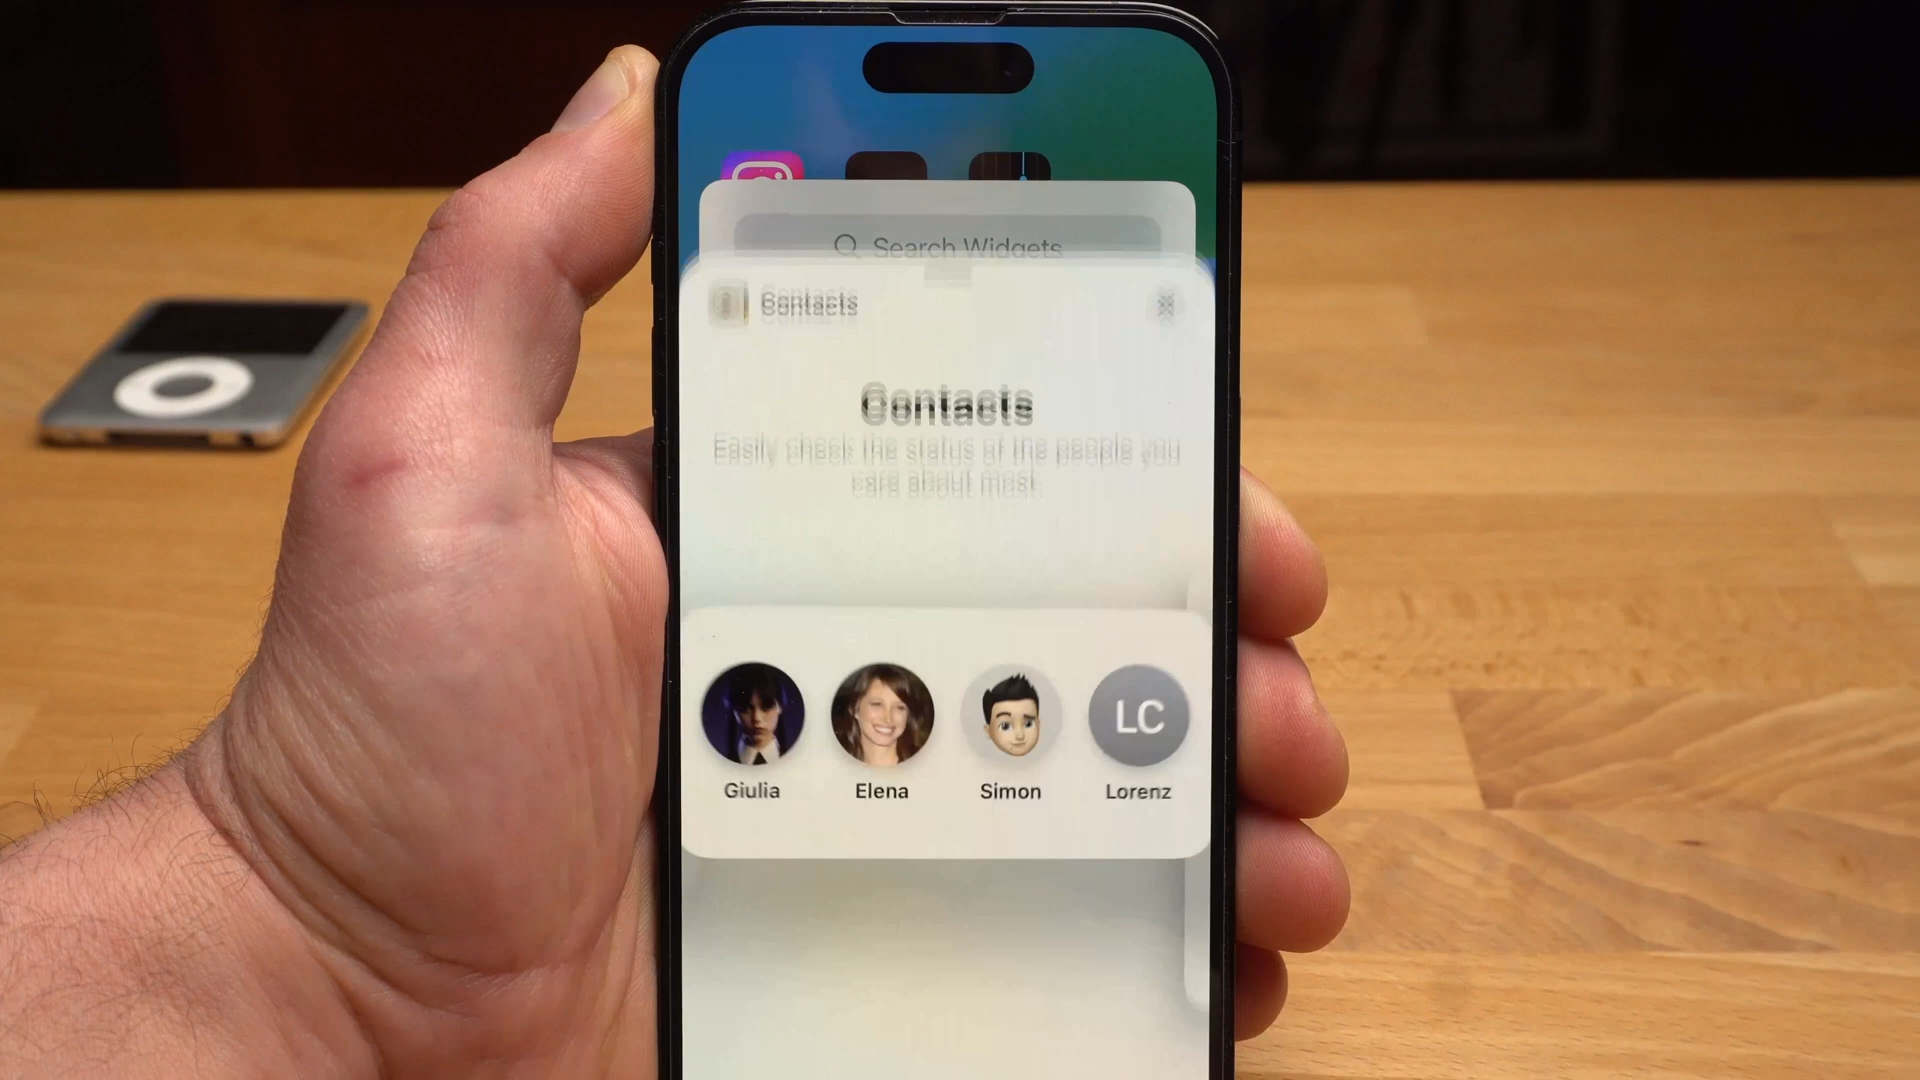 Search Widgets
Contacts
Contacts
Easily check the status of the people you
care about most.
LC
Giulia
Elena
Simon
Lorenz